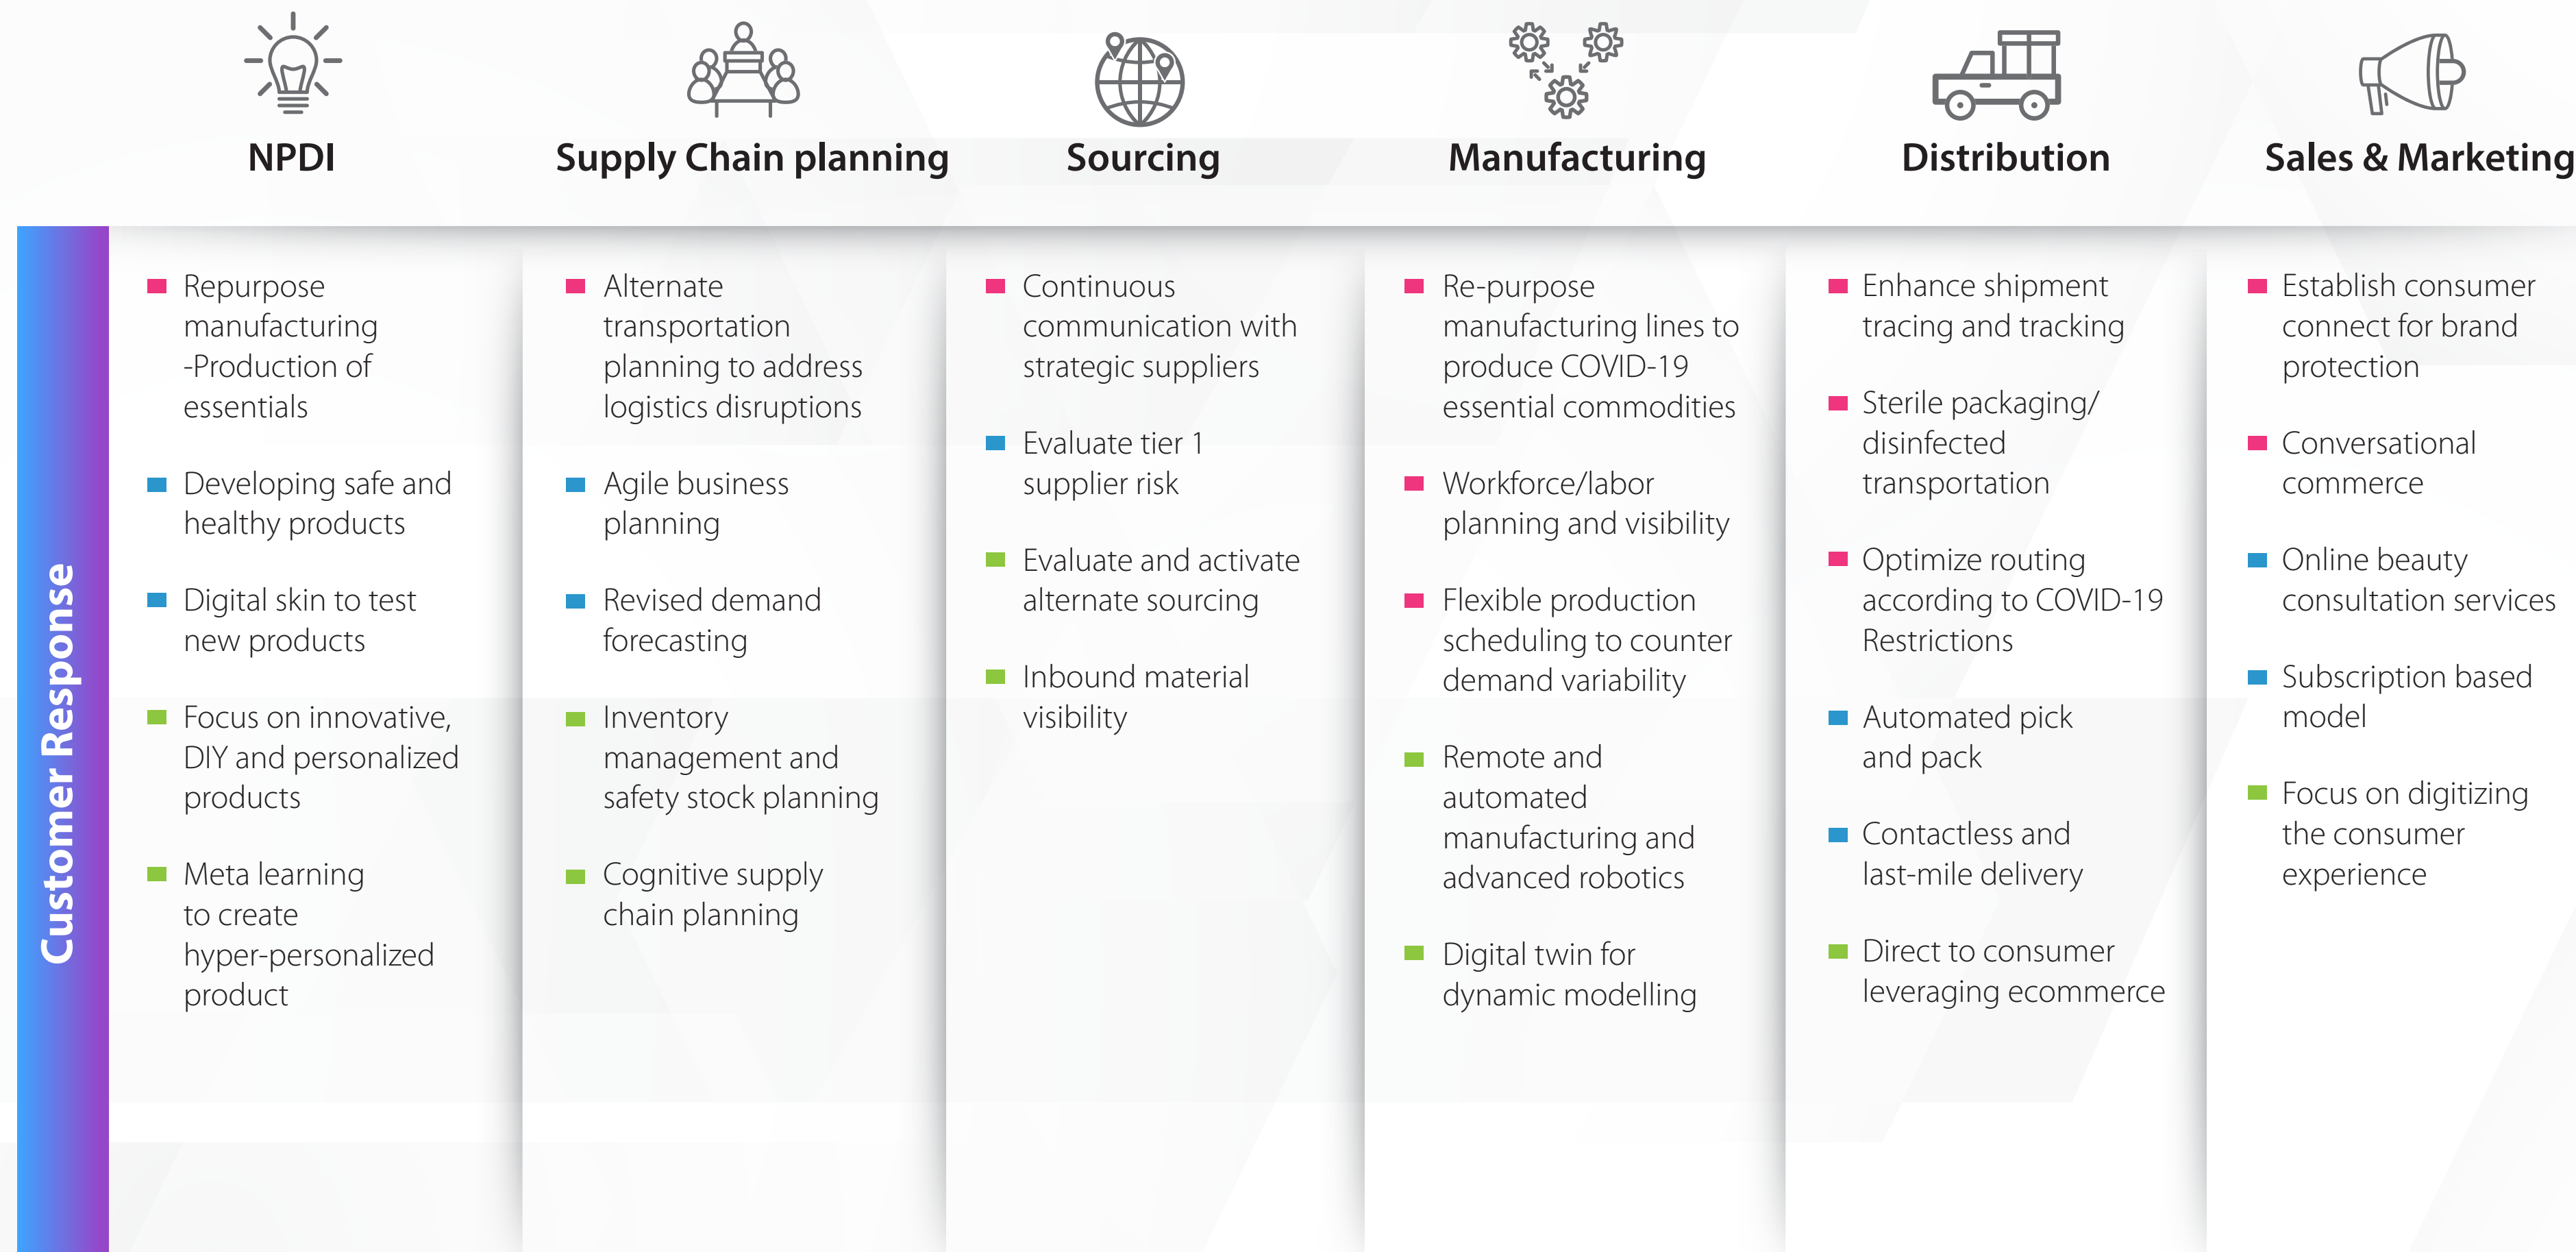 NPDI
Supply Chain planning
Sourcing
Manufacturing
Distribution
Sales & Marketing
Customer Response
Repurpose
manufacturing
-Production of
essentials
Developing safe and
healthy products
Digital skin to test
new products
Focus on innovative,
DIY and personalized
products
Meta learning
to create
hyper-personalized
product
Alternate
transportation
planning to address
logistics disruptions
Agile business
planning
Revised demand
forecasting
Inventory
management and
safety stock planning
Cognitive supply
chain planning
Continuous
communication with
strategic suppliers
Evaluate tier 1
supplier risk
Evaluate and activate
alternate sourcing
Inbound material
visibility
Re-purpose
manufacturing lines to
produce COVID-19
essential commodities
Workforce/labor
planning and visibility
Flexible production
scheduling to counter
demand variability
Remote and
automated
manufacturing and
advanced robotics
Digital twin for
dynamic modelling
Enhance shipment
tracing and tracking
Sterile packaging/
disinfected
transportation
Optimize routing
according to COVID-19
Restrictions
Automated pick
and pack
Contactless and
last-mile delivery
Direct to consumer
leveraging ecommerce
Establish consumer
connect for brand
protection
Conversational
commerce
Online beauty
consultation services
Subscription based
model
Focus on digitizing
the consumer
experience